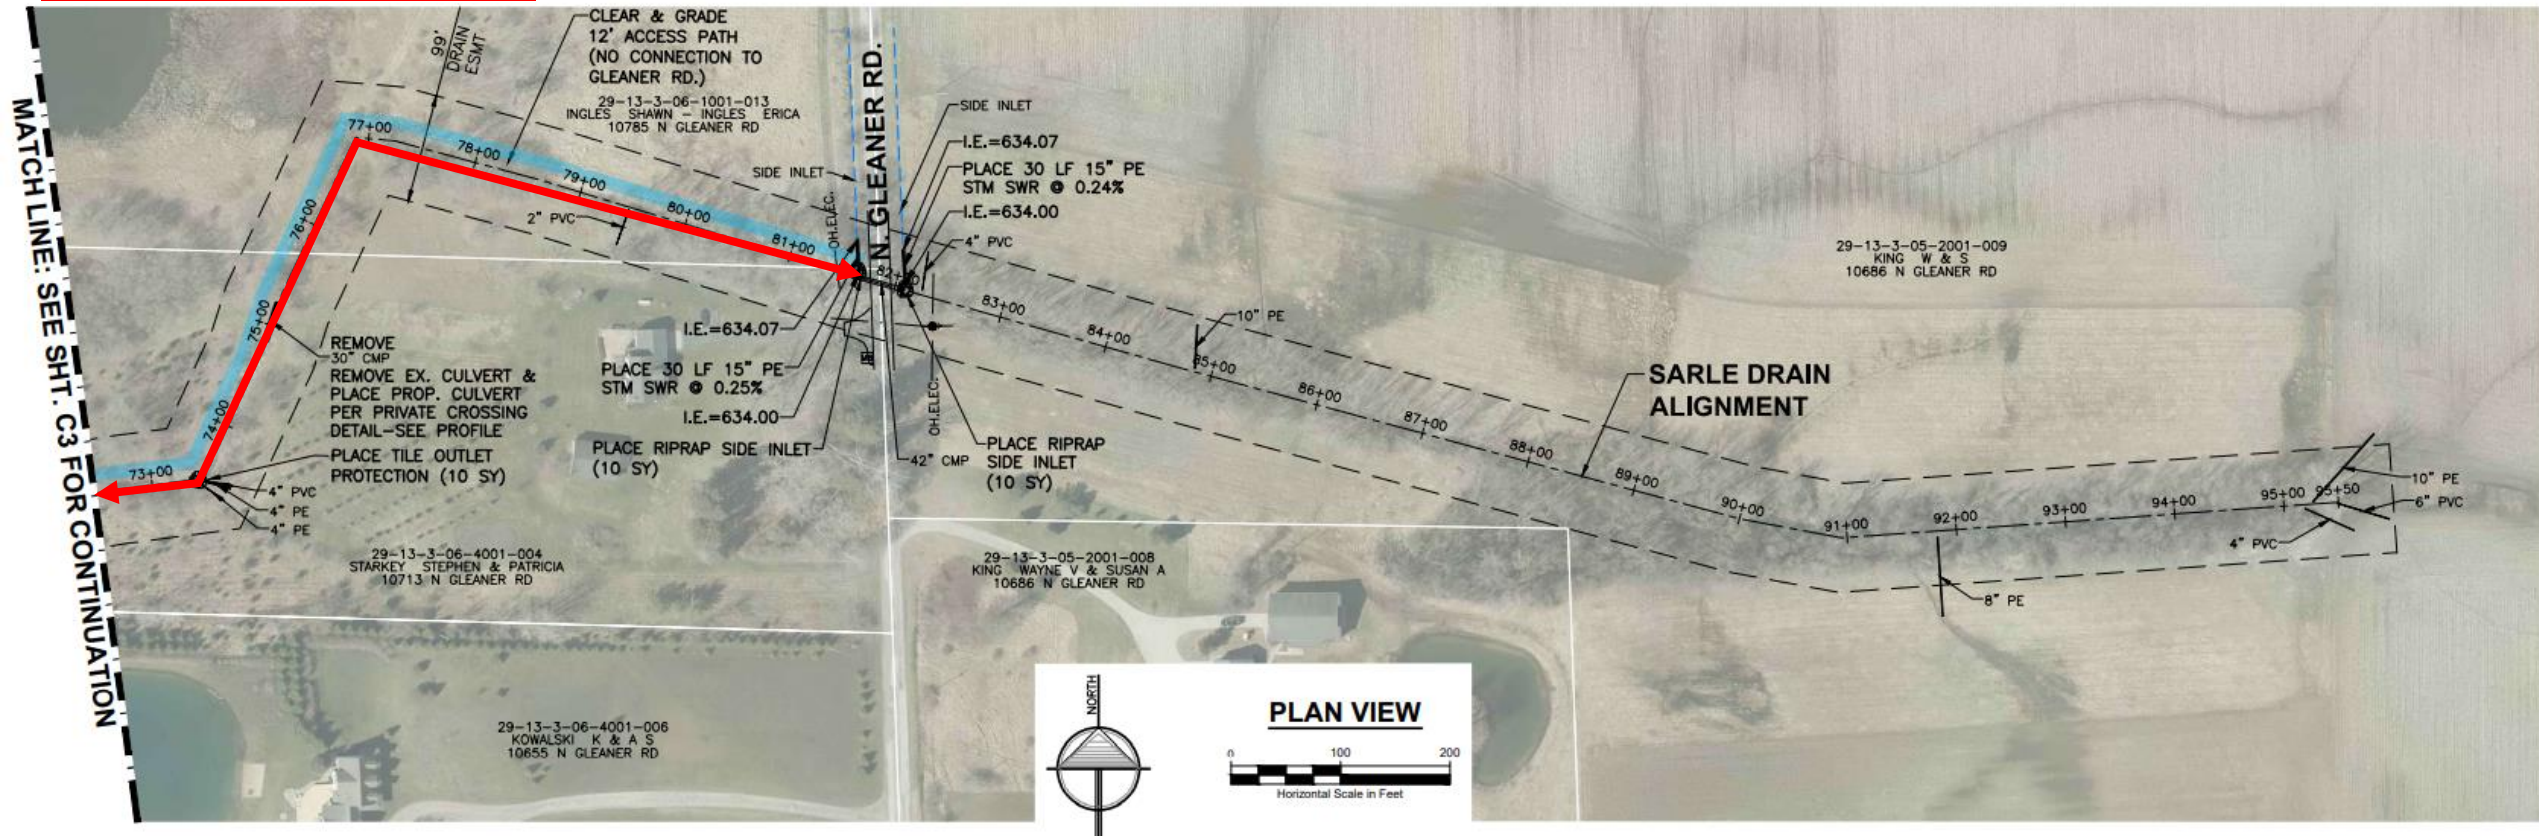 MATCH LINE: SEE SHT. C3 FOR CONTINUATION
99'
DRAIN
ESMT
CLEAR & GRADE
12' ACCESS PATH
(NO CONNECTION TO
GLEANER RD.)
29-13-3-06-1001-013
INGLES SHAWN - INGLES ERICA
10785 N GLEANER RD
N. GLEANER RD.
SIDE INLET
SIDE INLET
I.E.=634.07
PLACE 30 LF 15" PE
STM SWR @ 0.24%
I.E.=634.00
4" PVC
OH.ELEC.
2" PVC
73+00
74+00
75+00
76+00
77+00
78+00
79+00
80+00
81+00
83+00
84+00
85+00
86+00
87+00
88+00
89+00
90+00
91+00
92+00
93+00
94+00
95+00
95+50
REMOVE
30" CMP
REMOVE EX. CULVERT &
PLACE PROP. CULVERT
PER PRIVATE CROSSING
DETAIL-SEE PROFILE
PLACE TILE OUTLET
PROTECTION (10 SY)
4" PVC
4" PE
4" PE
I.E.=634.07
PLACE 30 LF 15" PE
STM SWR @ 0.25%
I.E.=634.00
PLACE RIPRAP SIDE INLET
(10 SY)
42" CMP
OH.ELEC.
PLACE RIPRAP
SIDE INLET
(10 SY)
10" PE
SARLE DRAIN
ALIGNMENT
29-13-3-05-2001-009
KING W & S
10686 N GLEANER RD
10" PE
6" PVC
4" PVC
8" PE
29-13-3-06-4001-004
STARKEY STEPHEN & PATRICIA
10713 N GLEANER RD
29-13-3-05-2001-008
KING WAYNE V & SUSAN A
10686 N GLEANER RD
29-13-3-06-4001-006
KOWALSKI K & A S
10655 N GLEANER RD
NORTH
PLAN VIEW
0 100 200
Horizontal Scale in Feet